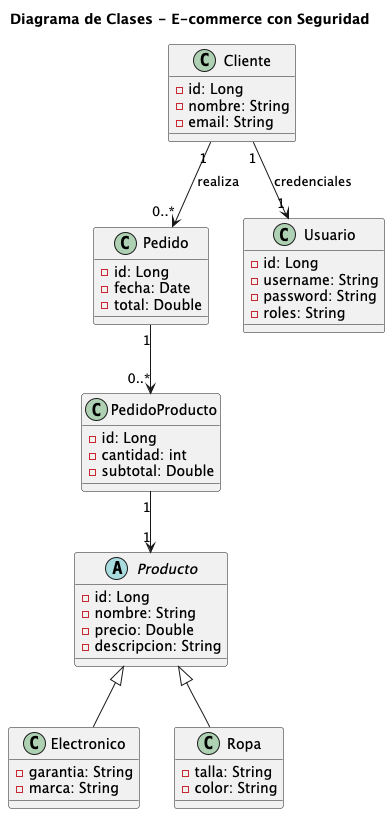 Diagrama de Clases - E-commerce con Seguridad
C Cliente
id: Long
nombre: String
email: String
1
1
realiza
credenciales
0..*
1
C Pedido
id: Long
fecha: Date
total: Double
C Usuario
id: Long
username: String
password: String
roles: String
1
0..*
C PedidoProducto
id: Long
cantidad: int
subtotal: Double
1
1
A Producto
id: Long
nombre: String
precio: Double
descripcion: String
C Electronico
garantia: String
marca: String
C Ropa
talla: String
color: String